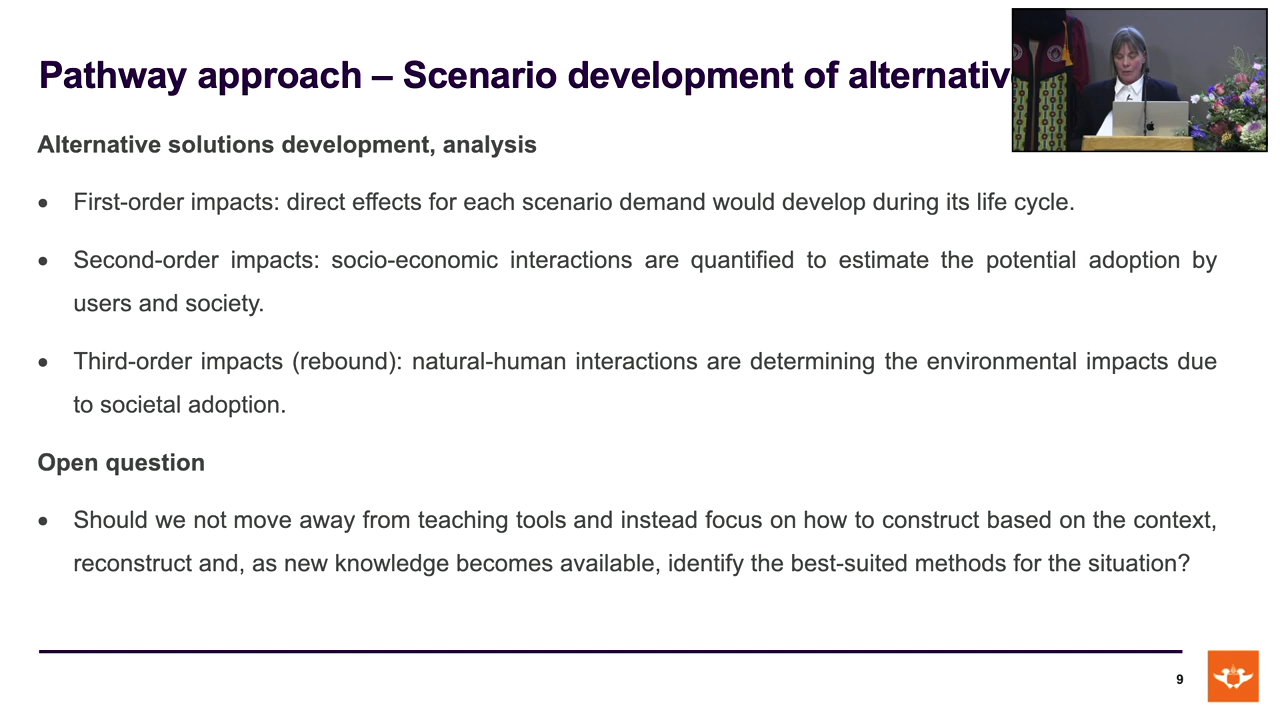 Pathway approach – Scenario development of alternativ
Alternative solutions development, analysis
• First-order impacts: direct effects for each scenario demand would develop during its life cycle.
• Second-order impacts: socio-economic interactions are quantified to estimate the potential adoption by
users and society.
• Third-order impacts (rebound): natural-human interactions are determining the environmental impacts due
to societal adoption.
Open question
• Should we not move away from teaching tools and instead focus on how to construct based on the context,
reconstruct and, as new knowledge becomes available, identify the best-suited methods for the situation?
9